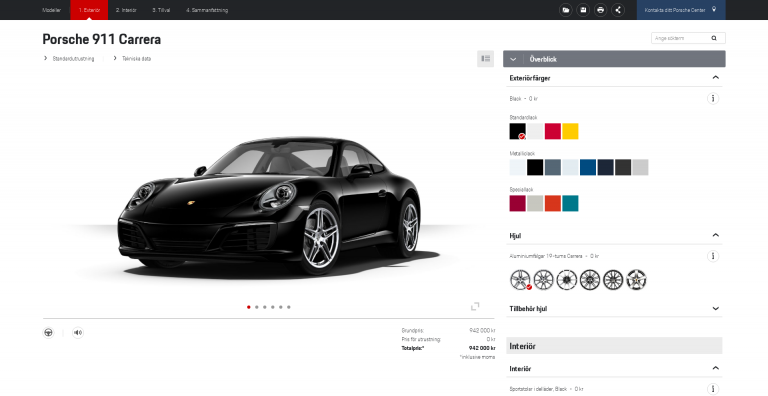 Modeller 1. Exteriör 2. Interiör 3. Tillval 4. Sammanfattning Kontakta ditt Porsche Center
Porsche 911 Carrera
Ange sökterm
Standardutrustning Tekniska data
Överblick
Exteriörfärger
Black - 0 kr
Standardlack
Metalliclack
Speciallack
Hjul
Aluminiumfälgar 19-tums Carrera - 0 kr
Tillbehör hjul
Grundpris: 942 000 kr
Pris för utrustning: 0 kr
Totalpris:* 942 000 kr
*Inklusive moms
Interiör
Interiör
Sportstolar i delläder, Black - 0 kr